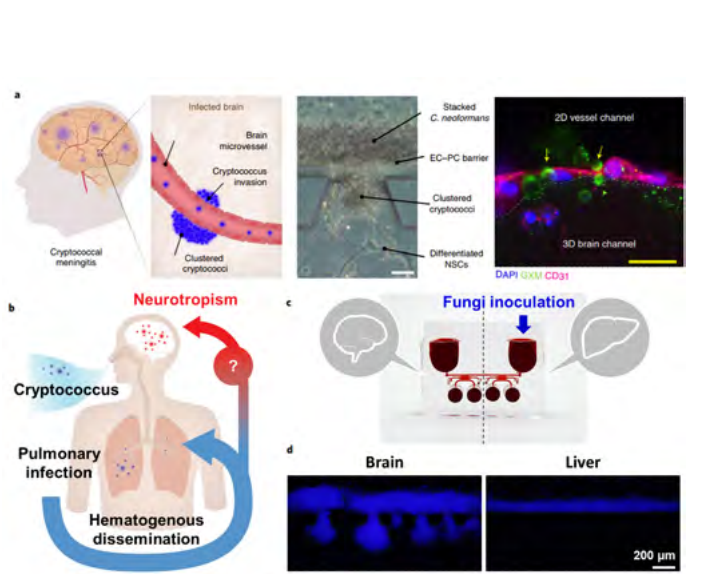 a
Infected brain
Brain
microvessel
Cryptococcus
invasion
Clustered
cryptococci
Cryptococcal
meningitis
Stacked
C. neoformans
EC–PC barrier
Clustered
cryptococci
Differentiated
NSCs
2D vessel channel
3D brain channel
DAPI GXM CD31
b
Neurotropism
?
Cryptococcus
Pulmonary
infection
Hematogenous
dissemination
c
Fungi inoculation
d
Brain
Liver
200 µm